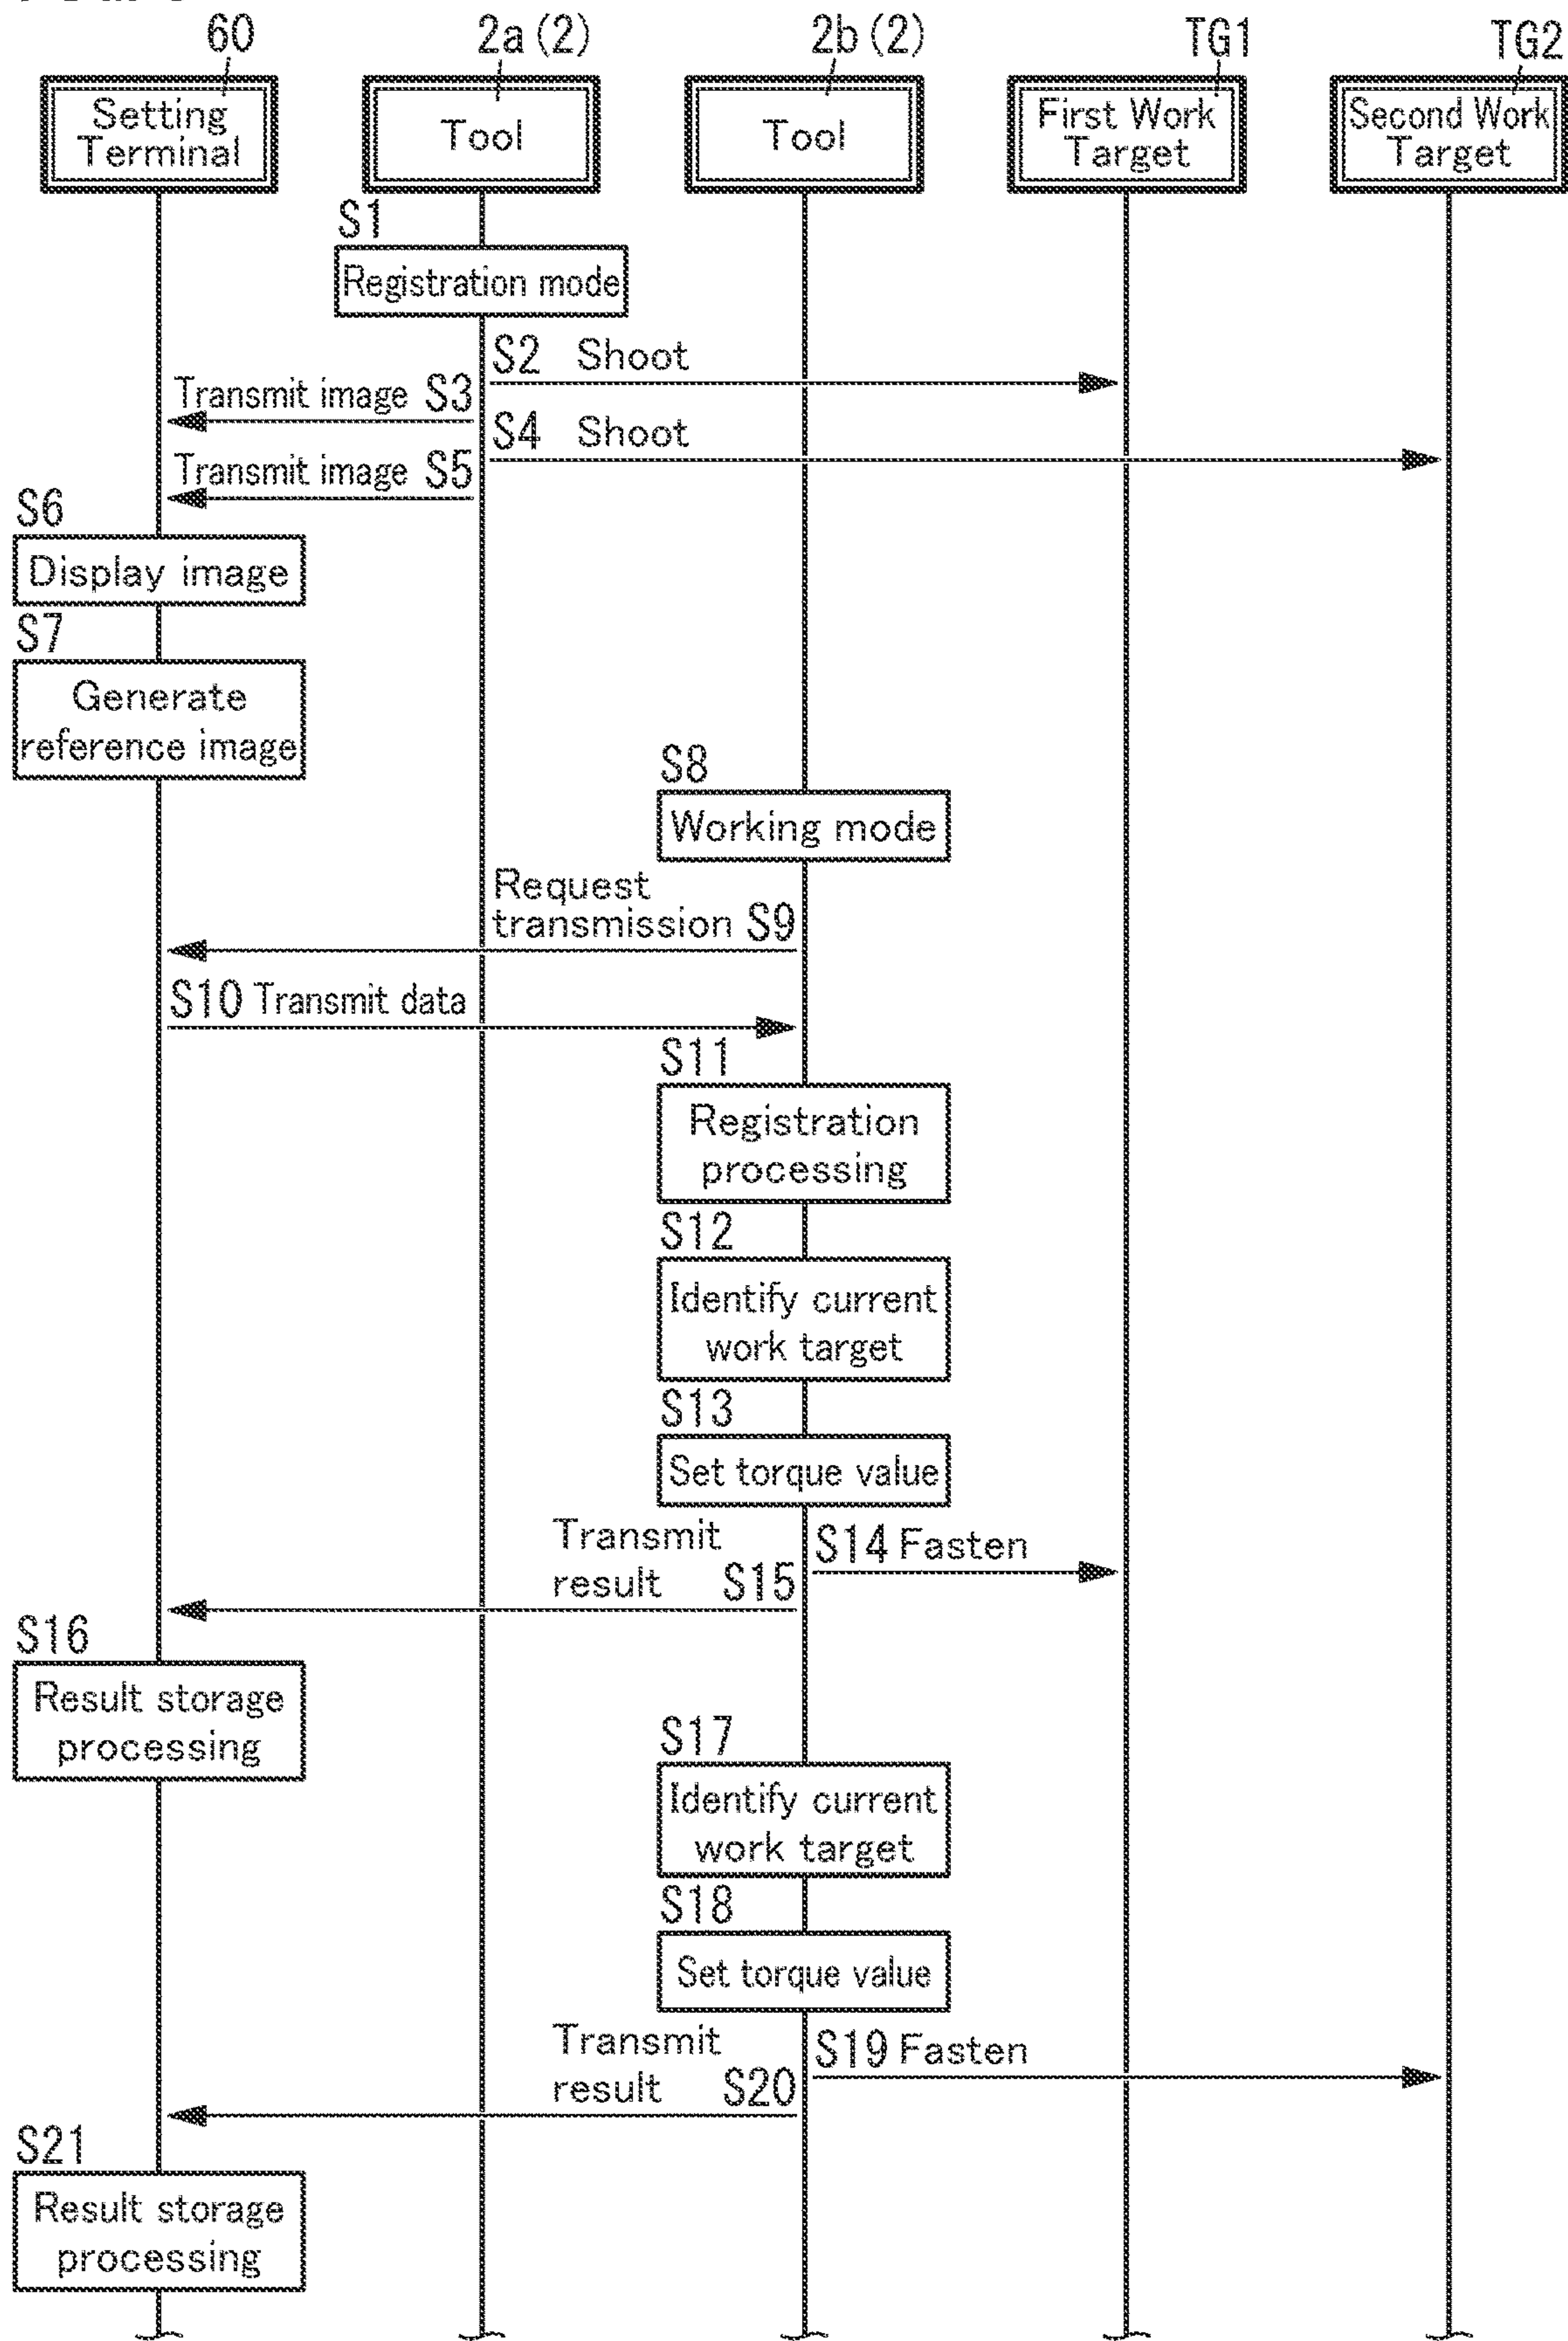 60
2a (2)
2b (2)
TG1
TG2
Setting
Terminal
Tool
Tool
First Work
Target
Second Work
Target
S1
Registration mode
S2 Shoot
Transmit image S3
S4 Shoot
Transmit image S5
S6
Display image
S7
Generate
reference image
S8
Working mode
Request
transmission S9
S10 Transmit data
S11
Registration
processing
S12
Identify current
work target
S13
Set torque value
S14 Fasten
Transmit
result S15
S16
Result storage
processing
S17
Identify current
work target
S18
Set torque value
S19 Fasten
Transmit
result S20
S21
Result storage
processing